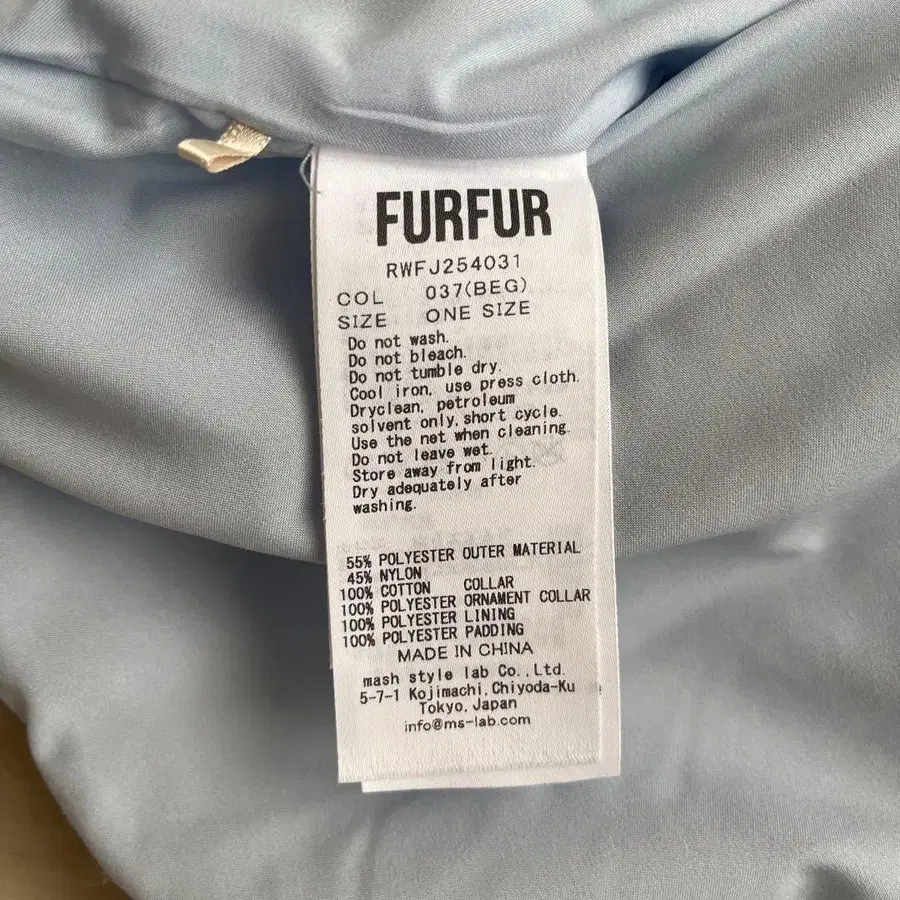 FURFUR
RWFJ254031
COL 037(BEG)
SIZE ONE SIZE
Do not wash.
Do not bleach.
Do not tumble dry.
Cool iron, use press cloth.
Dryclean, petroleum
solvent only, short cycle.
Use the net when cleaning.
Do not leave wet.
Store away from light.
Dry adequately after
washing.
55% POLYESTER OUTER MATERIAL
45% NYLON
100% COTTON COLLAR
100% POLYESTER ORNAMENT COLLAR
100% POLYESTER LINING
100% POLYESTER PADDING
MADE IN CHINA
mash style lab Co., Ltd.
5-7-1 Kojimachi, Chiyoda-Ku
Tokyo, Japan
info@ms-lab.com